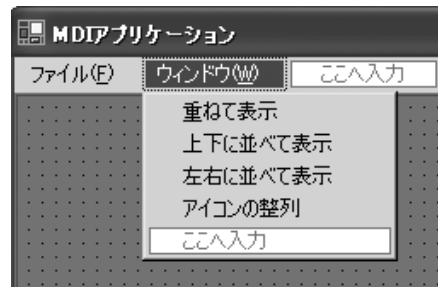 MDIアプリケーション
ファイル(F) ウィンドウ(W) ここへ入力
重ねて表示
上下に並べて表示
左右に並べて表示
アイコンの整列
ここへ入力